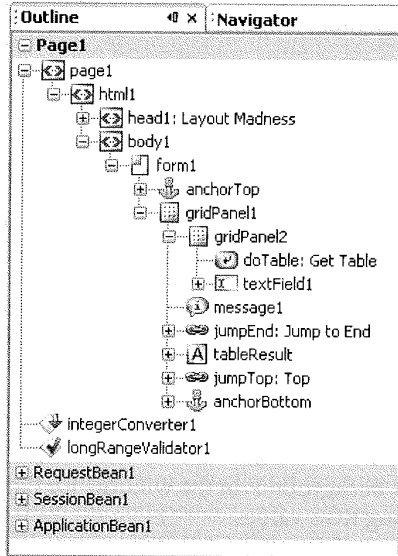 Outline Navigator
Page1
page1
html1
head1: Layout Madness
body1
form1
anchorTop
gridPanel1
gridPanel2
doTable: Get Table
textField1
message1
jumpEnd: Jump to End
tableResult
jumpTop: Top
anchorBottom
integerConverter1
longRangeValidator1
RequestBean1
SessionBean1
ApplicationBean1